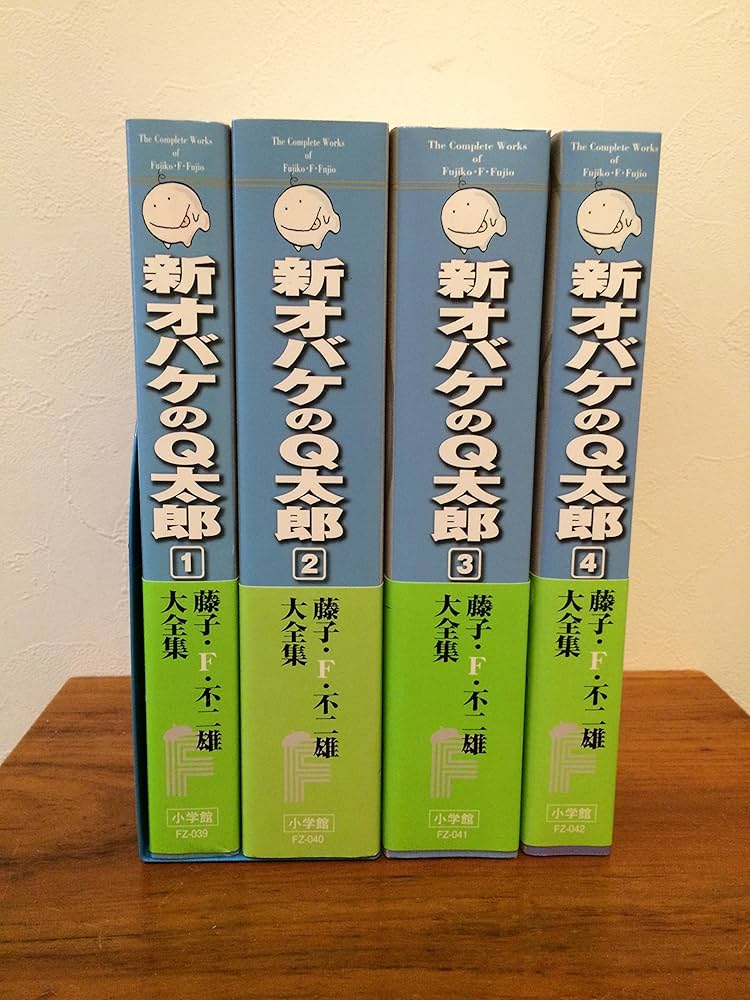 The Complete Works
of
Fujiko・F・Fujio
新オバケのQ太郎
1
藤子・F・不二雄
大全集
F
小学館
FZ-039
The Complete Works
of
Fujiko・F・Fujio
新オバケのQ太郎
2
藤子・F・不二雄
大全集
F
小学館
FZ-040
The Complete Works
of
Fujiko・F・Fujio
新オバケのQ太郎
3
藤子・F・不二雄
大全集
F
小学館
FZ-041
The Complete Works
of
Fujiko・F・Fujio
新オバケのQ太郎
4
藤子・F・不二雄
大全集
F
小学館
FZ-042